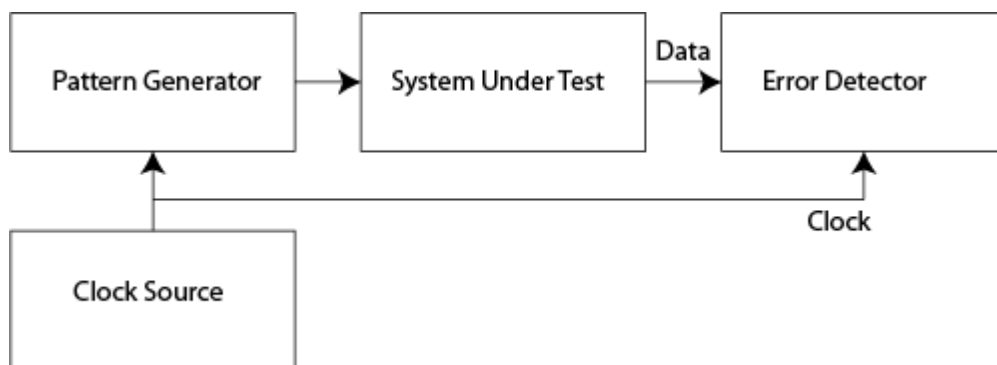 Pattern Generator
System Under Test
Data
Error Detector
Clock
Clock Source